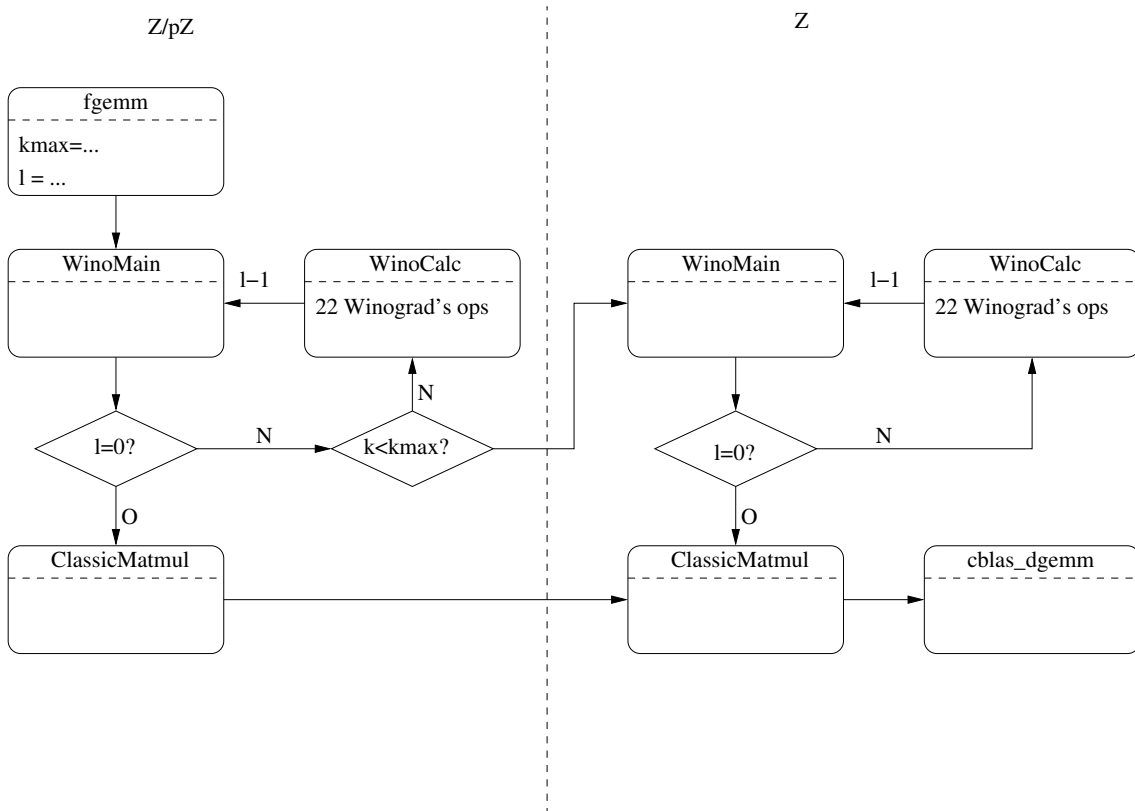 Z/pZ
Z
fgemm
kmax=...
l = ...
WinoMain
l−1
WinoCalc
22 Winograd's ops
WinoMain
l−1
WinoCalc
22 Winograd's ops
N
l=0?
N
k<kmax?
l=0?
N
O
O
ClassicMatmul
ClassicMatmul
cblas_dgemm